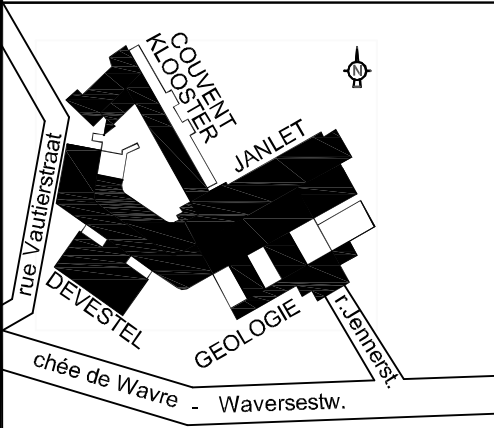 COUVENT
KLOOSTER
N
JANLET
rue Vautierstraat
DEVESTEL
GEOLOGIE
r.Jennerst.
chée de Wavre - Waversestw.